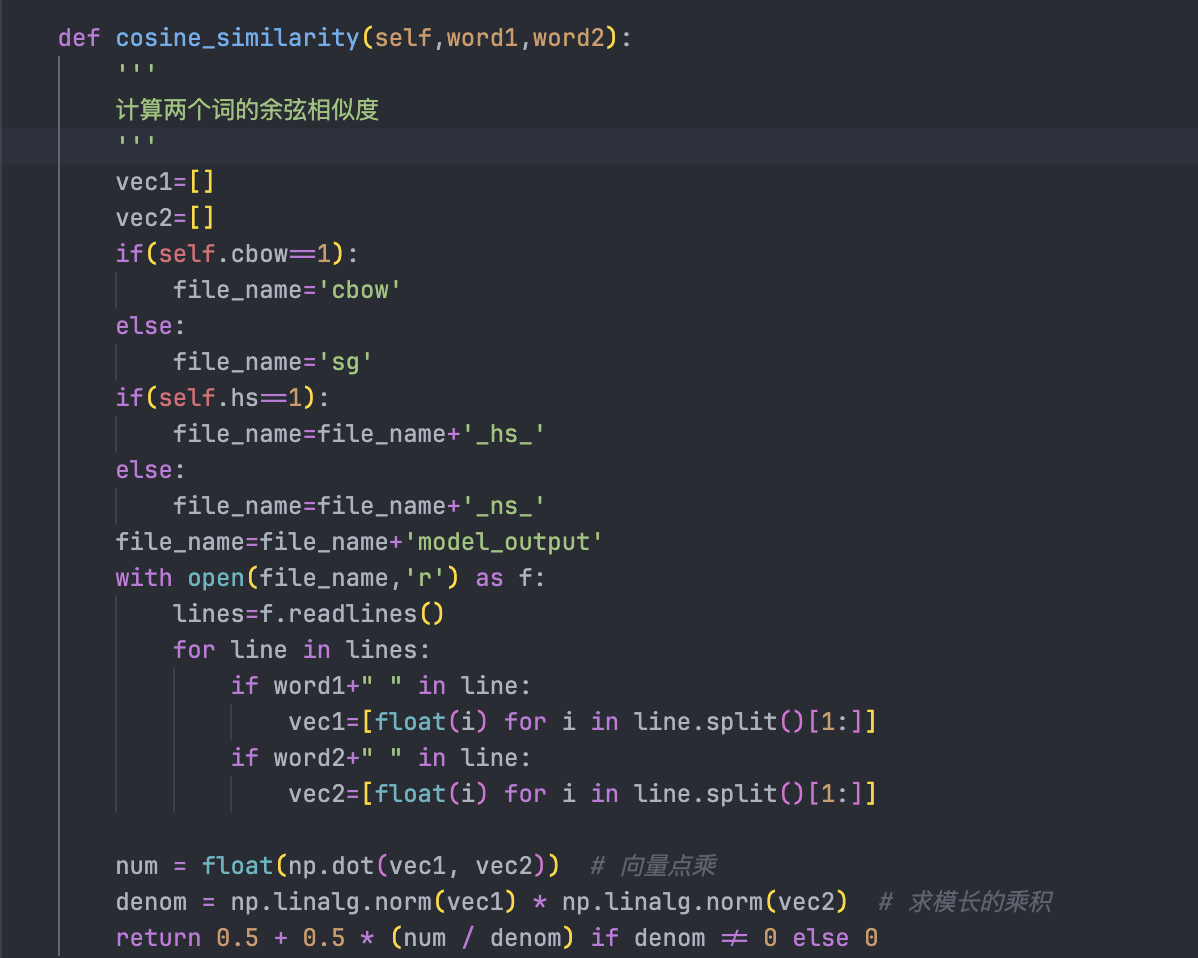 def cosine_similarity(self,word1,word2):
    '''
    计算两个词的余弦相似度
    '''
    vec1=[]
    vec2=[]
    if(self.cbow==1):
        file_name='cbow'
    else:
        file_name='sg'
    if(self.hs==1):
        file_name=file_name+'_hs_'
    else:
        file_name=file_name+'_ns_'
    file_name=file_name+'model_output'
    with open(file_name,'r') as f:
        lines=f.readlines()
        for line in lines:
            if word1+" " in line:
                vec1=[float(i) for i in line.split()[1:]]
            if word2+" " in line:
                vec2=[float(i) for i in line.split()[1:]]
    num = float(np.dot(vec1, vec2))  # 向量点乘
    denom = np.linalg.norm(vec1) * np.linalg.norm(vec2)  # 求模长的乘积
    return 0.5 + 0.5 * (num / denom) if denom != 0 else 0